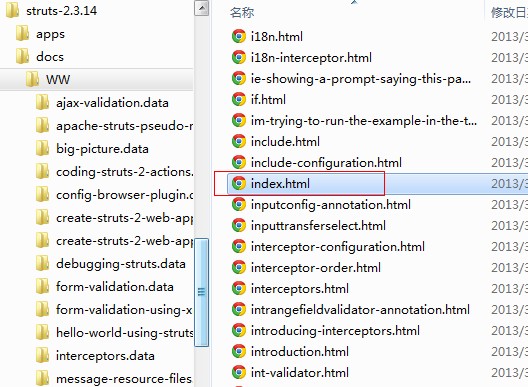 struts-2.3.14
apps
docs
WW
ajax-validation.data
apache-struts-pseudo-r
big-picture.data
coding-struts-2-actions.
config-browser-plugin.d
create-struts-2-web-app
create-struts-2-web-app
debugging-struts.data
form-validation.data
form-validation-using-x
hello-world-using-struts
interceptors.data
message-resource-files
名称 修改日
i18n.html 2013/3
i18n-interceptor.html 2013/3
ie-showing-a-prompt-saying-this-pa... 2013/3
if.html 2013/3
im-trying-to-run-the-example-in-the-t... 2013/3
include.html 2013/3
include-configuration.html 2013/3
index.html 2013/3
inputconfig-annotation.html 2013/3
inputtransferselect.html 2013/3
interceptor-configuration.html 2013/3
interceptor-order.html 2013/3
interceptors.html 2013/3
intrangefieldvalidator-annotation.html 2013/3
introducing-interceptors.html 2013/3
introduction.html 2013/3
int-validator.html 2013/3